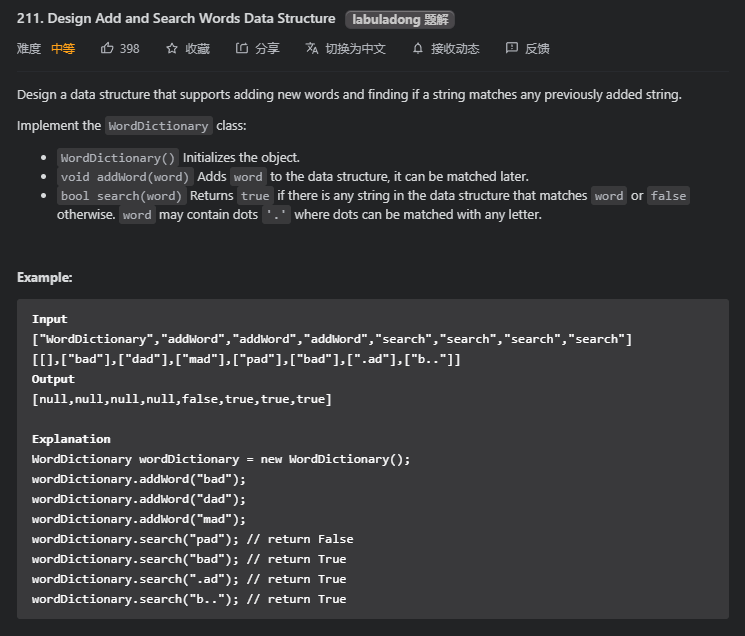 211. Design Add and Search Words Data Structure labuladong 题解
难度 中等 398 收藏 分享 切换为中文 接收动态 反馈
Design a data structure that supports adding new words and finding if a string matches any previously added string.
Implement the WordDictionary class:
• WordDictionary() Initializes the object.
• void addWord(word) Adds word to the data structure, it can be matched later.
• bool search(word) Returns true if there is any string in the data structure that matches word or false
otherwise. word may contain dots '.' where dots can be matched with any letter.
Example:
Input
["WordDictionary","addWord","addWord","addWord","search","search","search","search"]
[[],["bad"],["dad"],["mad"],["pad"],["bad"],[".ad"],["b.."]]
Output
[null,null,null,null,false,true,true,true]
Explanation
WordDictionary wordDictionary = new WordDictionary();
wordDictionary.addWord("bad");
wordDictionary.addWord("dad");
wordDictionary.addWord("mad");
wordDictionary.search("pad"); // return False
wordDictionary.search("bad"); // return True
wordDictionary.search(".ad"); // return True
wordDictionary.search("b.."); // return True